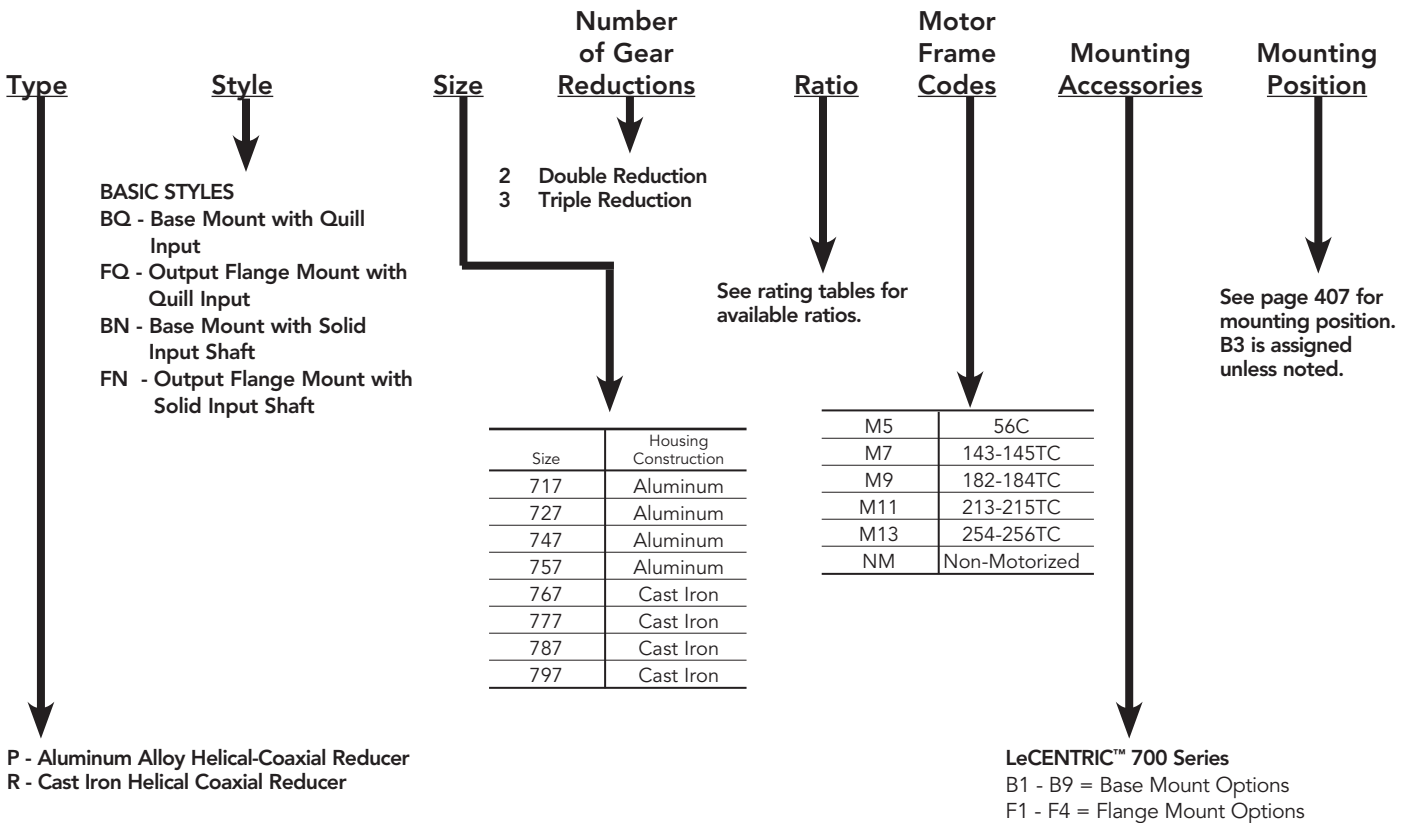 Number
of Gear
Reductions
Motor
Frame
Codes
Mounting
Accessories
Mounting
Position
Type
Style
Size
Ratio
BASIC STYLES
BQ - Base Mount with Quill
Input
FQ - Output Flange Mount with
Quill Input
BN - Base Mount with Solid
Input Shaft
FN - Output Flange Mount with
Solid Input Shaft
2 Double Reduction
3 Triple Reduction
See rating tables for
available ratios.
See page 407 for
mounting position.
B3 is assigned
unless noted.
Size Housing
Construction
717 Aluminum
727 Aluminum
747 Aluminum
757 Aluminum
767 Cast Iron
777 Cast Iron
787 Cast Iron
797 Cast Iron
M5 56C
M7 143-145TC
M9 182-184TC
M11 213-215TC
M13 254-256TC
NM Non-Motorized
P - Aluminum Alloy Helical-Coaxial Reducer
R - Cast Iron Helical Coaxial Reducer
LeCENTRIC™ 700 Series
B1 - B9 = Base Mount Options
F1 - F4 = Flange Mount Options